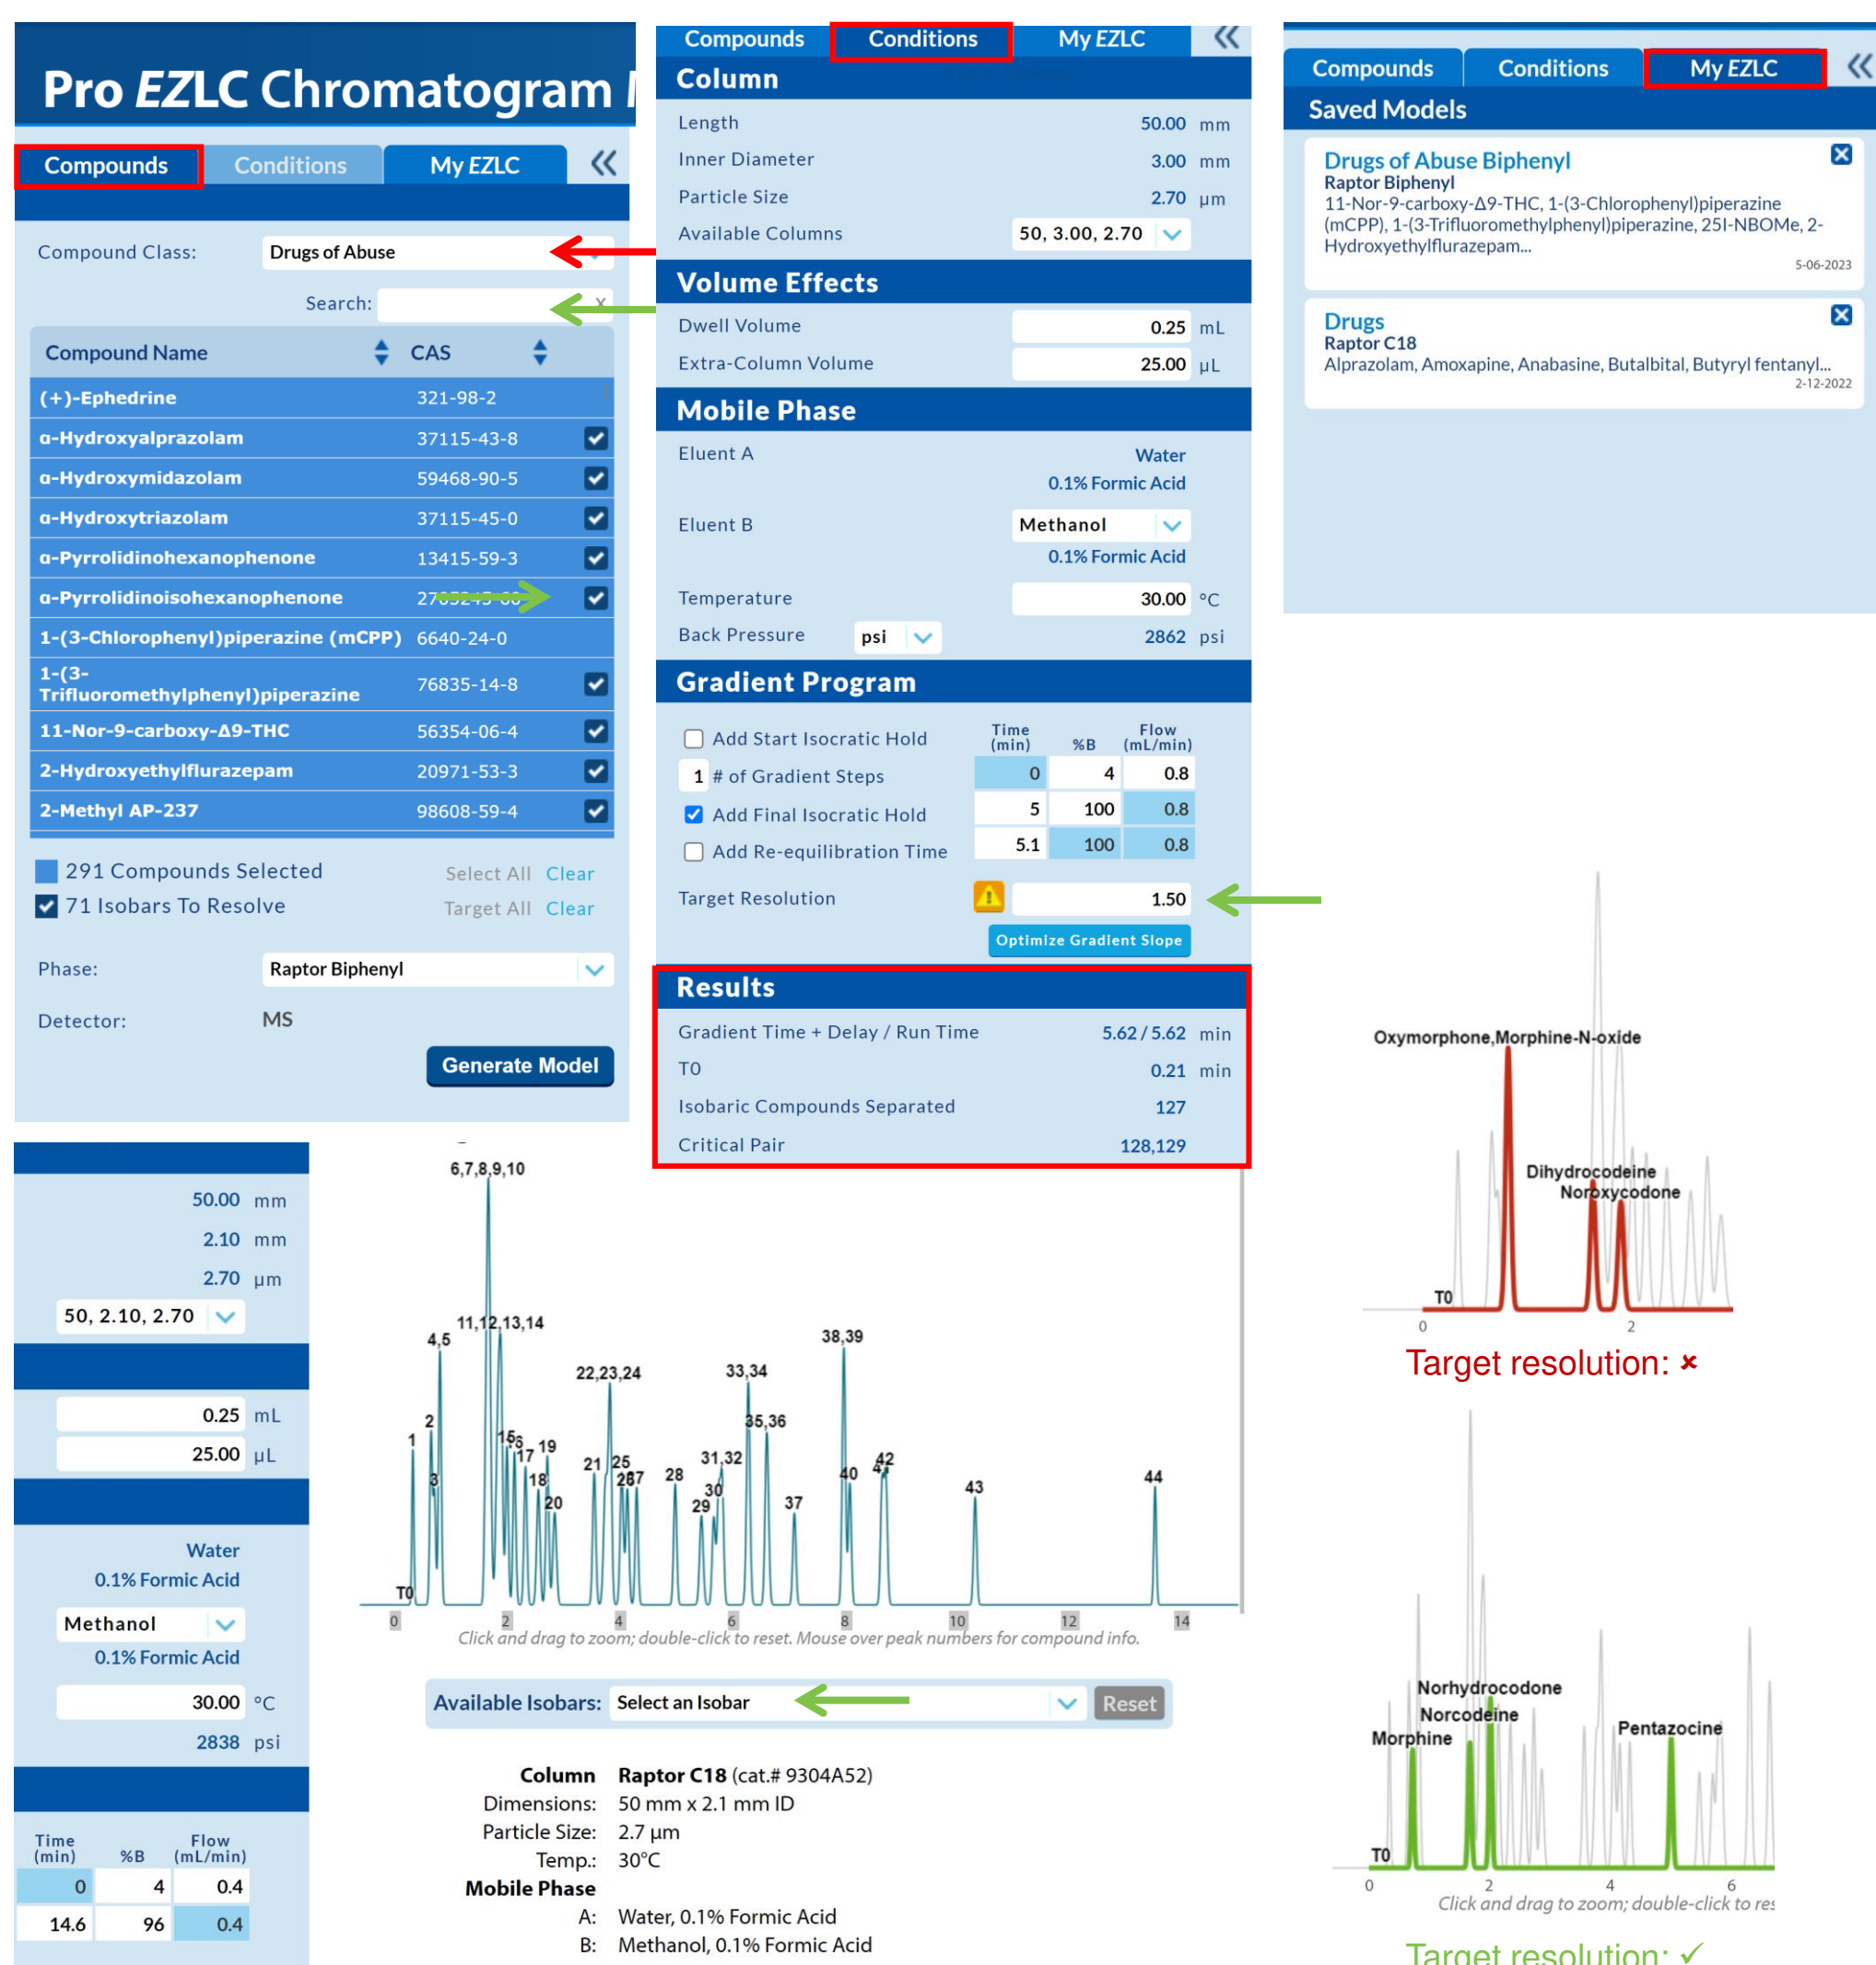 Pro EZLC Chromatogram
Compounds
Conditions
My EZLC
Compound Class:
Drugs of Abuse
Search:
X
Compound Name
CAS
(+)-Ephedrine
321-98-2
α-Hydroxyalprazolam
37115-43-8
α-Hydroxymidazolam
59468-90-5
α-Hydroxytriazolam
37115-45-0
α-Pyrrolidinohexanophenone
13415-59-3
α-Pyrrolidinoisohexanophenone
1-(3-Chlorophenyl)piperazine (mCPP)
6640-24-0
1-(3-
Trifluoromethylphenyl)piperazine
76835-14-8
11-Nor-9-carboxy-Δ9-THC
56354-06-4
2-Hydroxyethylflurazepam
20971-53-3
2-Methyl AP-237
98608-59-4
291 Compounds Selected
Select All Clear
71 Isobars To Resolve
Target All Clear
Phase:
Raptor Biphenyl
Detector:
MS
Generate Model
Compounds
Conditions
My EZLC
Column
Length
50.00 mm
Inner Diameter
3.00 mm
Particle Size
2.70 µm
Available Columns
50, 3.00, 2.70
Volume Effects
Dwell Volume
0.25 mL
Extra-Column Volume
25.00 µL
Mobile Phase
Eluent A
Water
0.1% Formic Acid
Eluent B
Methanol
0.1% Formic Acid
Temperature
30.00 °C
Back Pressure
psi
2862 psi
Gradient Program
Add Start Isocratic Hold
1 # of Gradient Steps
Add Final Isocratic Hold
Add Re-equilibration Time
Time
(min)
%B
Flow
(mL/min)
0 4 0.8
5 100 0.8
5.1 100 0.8
Target Resolution
1.50
Optimize Gradient Slope
Results
Gradient Time + Delay / Run Time
5.62 / 5.62 min
T0
0.21 min
Isobaric Compounds Separated
127
Critical Pair
128,129
Compounds
Conditions
My EZLC
Saved Models
Drugs of Abuse Biphenyl
Raptor Biphenyl
11-Nor-9-carboxy-Δ9-THC, 1-(3-Chlorophenyl)piperazine
(mCPP), 1-(3-Trifluoromethylphenyl)piperazine, 25I-NBOMe, 2-
Hydroxyethylflurazepam...
5-06-2023
Drugs
Raptor C18
Alprazolam, Amoxapine, Anabasine, Butalbital, Butyryl fentanyl...
2-12-2022
50.00 mm
2.10 mm
2.70 µm
50, 2.10, 2.70
0.25 mL
25.00 µL
Water
0.1% Formic Acid
Methanol
0.1% Formic Acid
30.00 °C
2838 psi
Time
(min)
%B
Flow
(mL/min)
0 4 0.4
14.6 96 0.4
6,7,8,9,10
11,12,13,14
4,5
38,39
22,23,24
33,34
2
35,36
1
15
17
19
21
25
31,32
42
3
18
28
40
43
44
20
29
30
37
T0
0 2 4 6 8 10 12 14
Click and drag to zoom; double-click to reset. Mouse over peak numbers for compound info.
Available Isobars:
Select an Isobar
Reset
Column Raptor C18 (cat.# 9304A52)
Dimensions: 50 mm x 2.1 mm ID
Particle Size: 2.7 µm
Temp.: 30°C
Mobile Phase
A: Water, 0.1% Formic Acid
B: Methanol, 0.1% Formic Acid
Oxymorphone,Morphine-N-oxide
Dihydrocodeine
Noroxycodone
T0
0 2
Target resolution: ×
Norhydrocodone
Norcodeine
Morphine
Pentazocine
T0
0 2 4 6
Click and drag to zoom; double-click to res
Target resolution: ✓